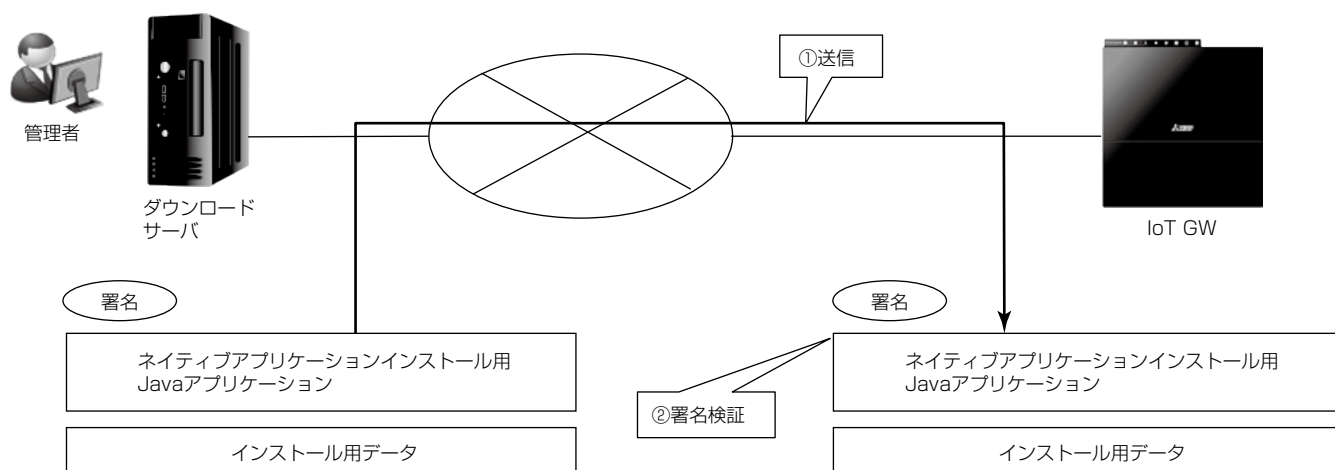 ①送信
管理者
ダウンロード
サーバ
IoT GW
署名
署名
ネイティブアプリケーションインストール用
Javaアプリケーション
ネイティブアプリケーションインストール用
Javaアプリケーション
②署名検証
インストール用データ
インストール用データ